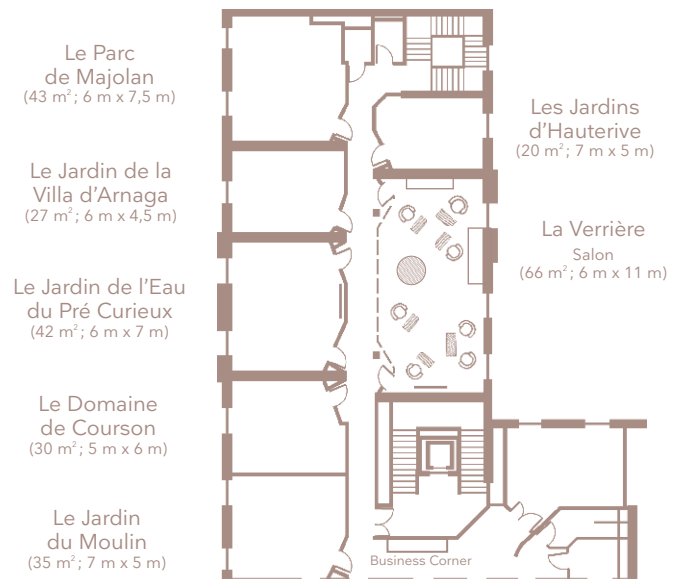 Le Parc
de Majolan
(43 m²; 6 m x 7,5 m)
Le Jardin de la
Villa d'Arnaga
(27 m²; 6 m x 4,5 m)
Le Jardin de l'Eau
du Pré Curieux
(42 m²; 6 m x 7 m)
Le Domaine
de Courson
(30 m²; 5 m x 6 m)
Le Jardin
du Moulin
(35 m²; 7 m x 5 m)
Les Jardins
d'Hauterive
(20 m²; 7 m x 5 m)
La Verrière
Salon
(66 m²; 6 m x 11 m)
Business Corner